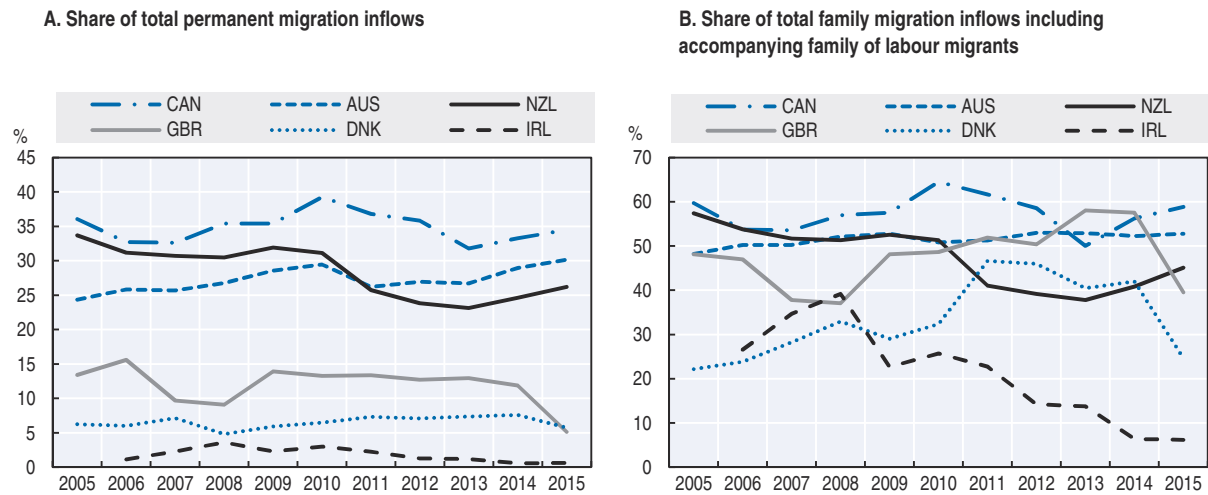 A. Share of total permanent migration inflows
CAN AUS NZL
GBR DNK IRL
%
45
40
35
30
25
20
15
10
5
0
2005 2006 2007 2008 2009 2010 2011 2012 2013 2014 2015
B. Share of total family migration inflows including
accompanying family of labour migrants
CAN AUS NZL
GBR DNK IRL
%
70
60
50
40
30
20
10
0
2005 2006 2007 2008 2009 2010 2011 2012 2013 2014 2015